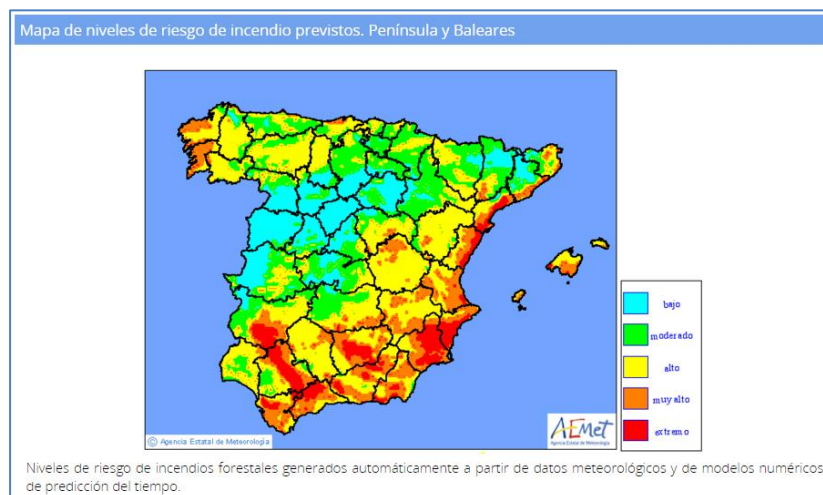 Mapa de niveles de riesgo de incendio previstos. Península y Baleares
bajo
moderado
alto
muy alto
extremo
© Agencia Estatal de Meteorología
AEmet
Agencia Estatal de Meteorología
Niveles de riesgo de incendios forestales generados automáticamente a partir de datos meteorológicos y de modelos numéricos
de predicción del tiempo.